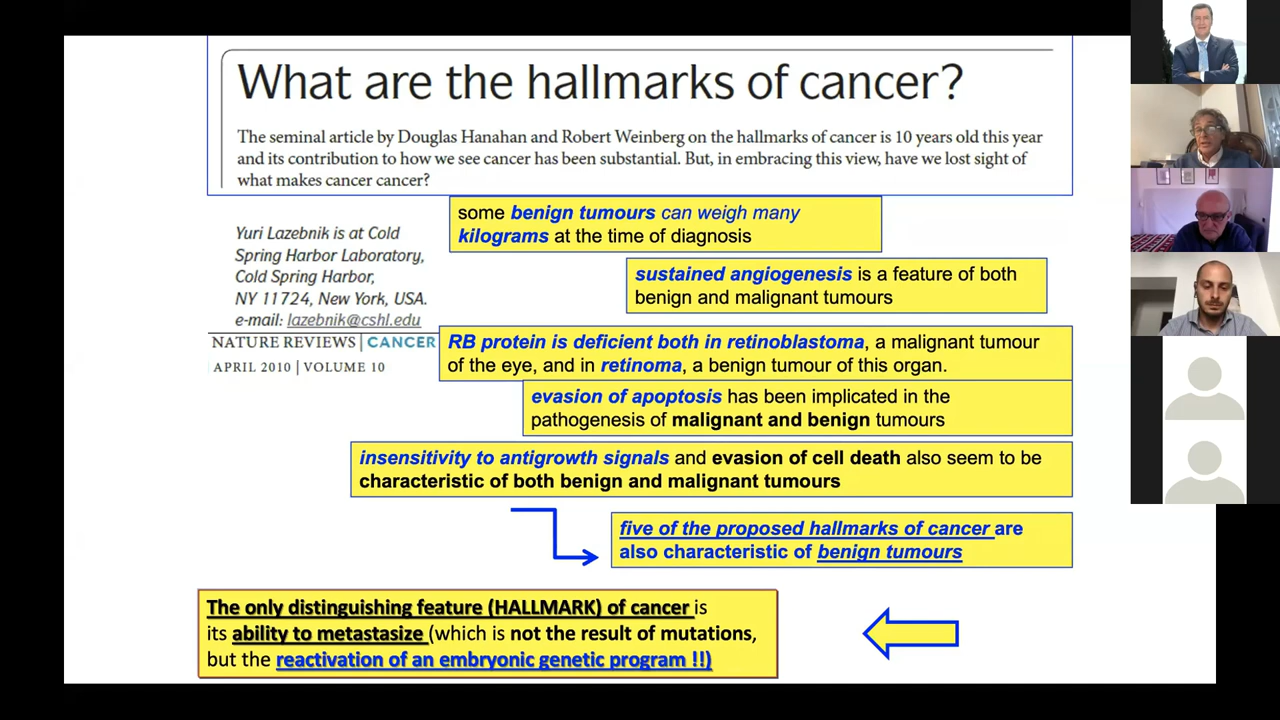 What are the hallmarks of cancer?
The seminal article by Douglas Hanahan and Robert Weinberg on the hallmarks of cancer is 10 years old this year
and its contribution to how we see cancer has been substantial. But, in embracing this view, have we lost sight of
what makes cancer cancer?
Yuri Lazebnik is at Cold
Spring Harbor Laboratory,
Cold Spring Harbor,
NY 11724, New York, USA.
e-mail: lazebnik@cshl.edu
NATURE REVIEWS | CANCER
APRIL 2010 | VOLUME 10
some benign tumours can weigh many
kilograms at the time of diagnosis
sustained angiogenesis is a feature of both
benign and malignant tumours
RB protein is deficient both in retinoblastoma, a malignant tumour
of the eye, and in retinoma, a benign tumour of this organ.
evasion of apoptosis has been implicated in the
pathogenesis of malignant and benign tumours
insensitivity to antigrowth signals and evasion of cell death also seem to be
characteristic of both benign and malignant tumours
five of the proposed hallmarks of cancer are
also characteristic of benign tumours
The only distinguishing feature (HALLMARK) of cancer is
its ability to metastasize (which is not the result of mutations,
but the reactivation of an embryonic genetic program !!)